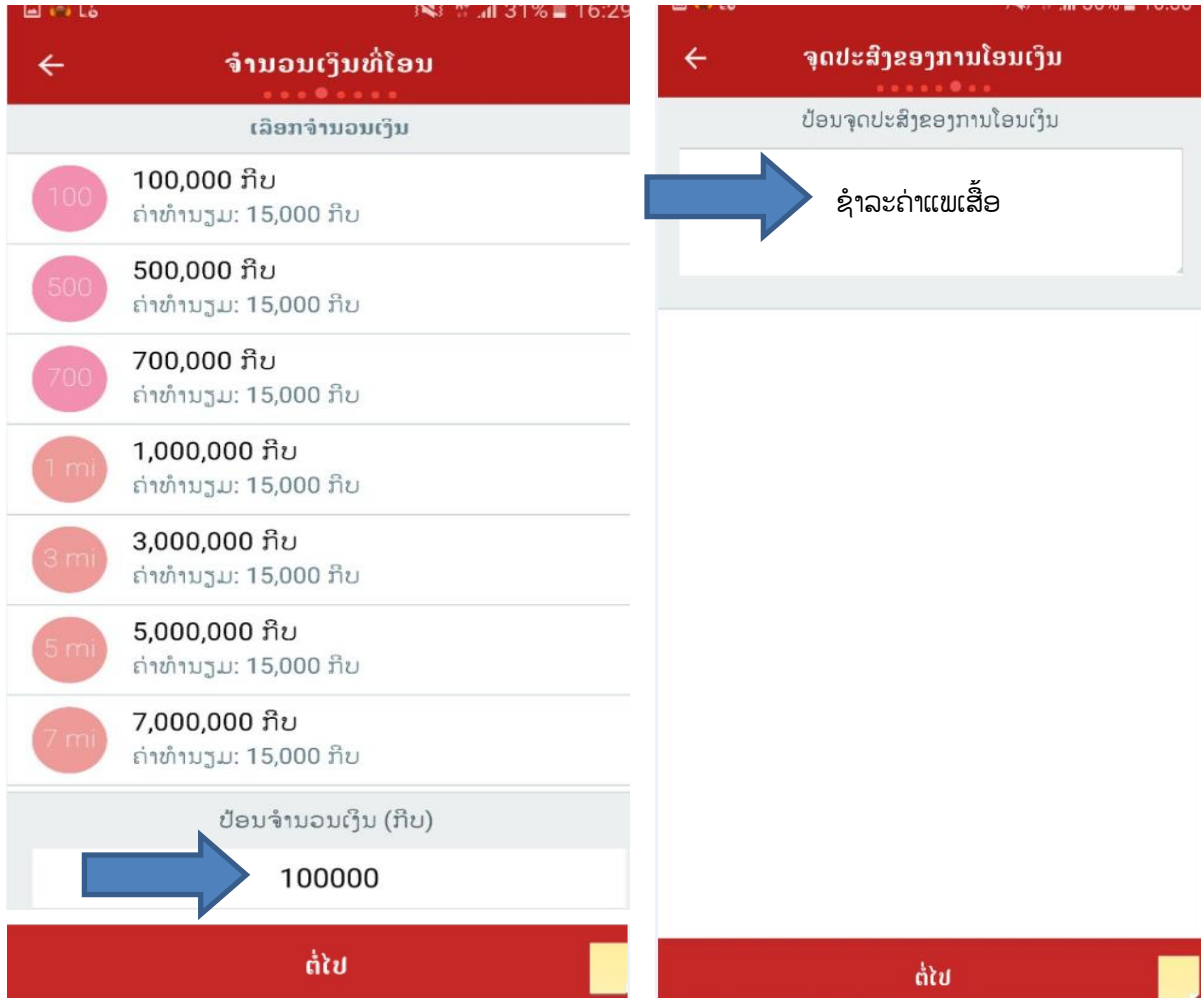 31% 16:29
ຈຳນວນເງິນທີ່ໂອນ
ເລືອກຈຳນວນເງິນ
100
100,000 ກີບ
ຄ່າທຳນຽມ: 15,000 ກີບ
500
500,000 ກີບ
ຄ່າທຳນຽມ: 15,000 ກີບ
700
700,000 ກີບ
ຄ່າທຳນຽມ: 15,000 ກີບ
1 mi
1,000,000 ກີບ
ຄ່າທຳນຽມ: 15,000 ກີບ
3 mi
3,000,000 ກີບ
ຄ່າທຳນຽມ: 15,000 ກີບ
5 mi
5,000,000 ກີບ
ຄ່າທຳນຽມ: 15,000 ກີບ
7 mi
7,000,000 ກີບ
ຄ່າທຳນຽມ: 15,000 ກີບ
ປ້ອນຈຳນວນເງິນ (ກີບ)
100000
ຕໍ່ໄປ
ຈຸດປະສົງຂອງການໂອນເງິນ
ປ້ອນຈຸດປະສົງຂອງການໂອນເງິນ
ຊຳລະຄ່າແພເສື້ອ
ຕໍ່ໄປ